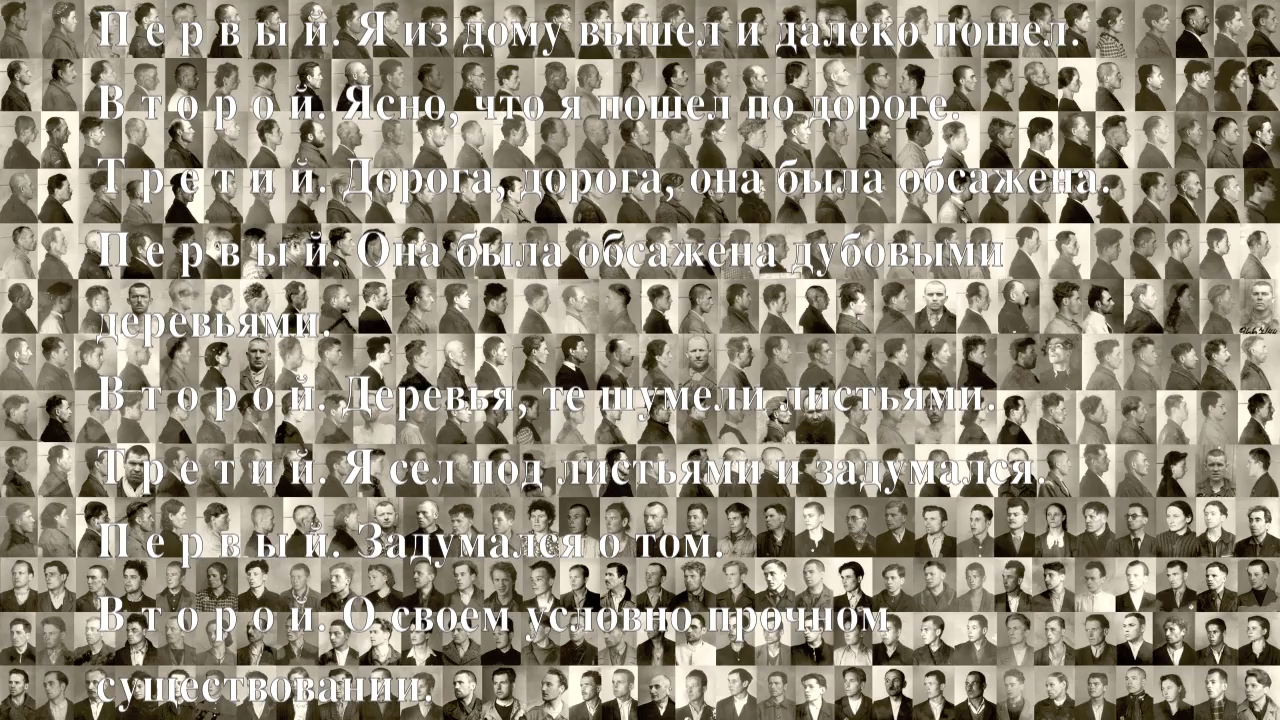 П е р в ы й. Я из дому вышел и далеко пошел.
В т о р о й. Ясно, что я пошел по дороге.
Т р е т и й. Дорога, дорога, она была обсажена.
П е р в ы й. Она была обсажена дубовыми
деревьями.
В т о р о й. Деревья, те шумели листьями.
Т р е т и й. Я сел под листьями и задумался.
П е р в ы й. Задумался о том.
В т о р о й. О своем условно прочном
существовании.